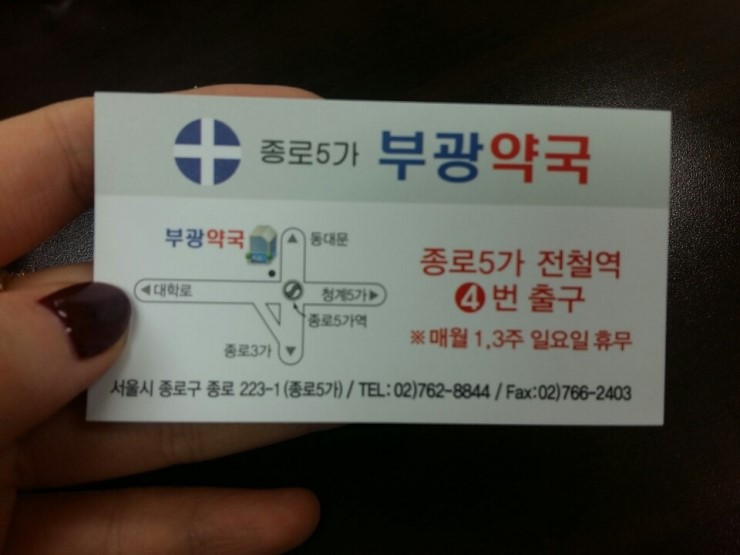 종로5가 부광약국
부광약국
동대문
대학로
청계5가
종로5가역
종로3가
종로5가 전철역
4번 출구
※매월 1,3주 일요일 휴무
서울시 종로구 종로 223-1(종로5가) / TEL: 02)762-8844 / Fax:02)766-2403